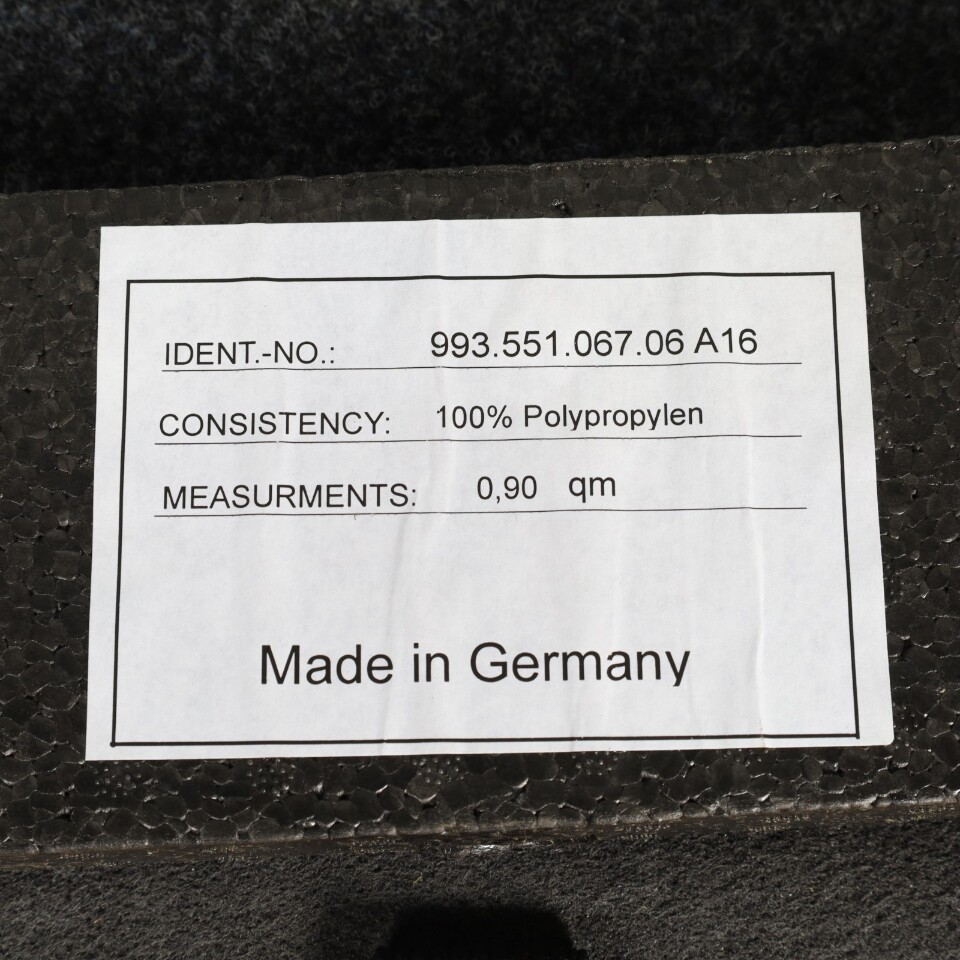 IDENT.-NO.: 993.551.067.06 A16
CONSISTENCY: 100% Polypropylen
MEASURMENTS: 0,90 qm
Made in Germany